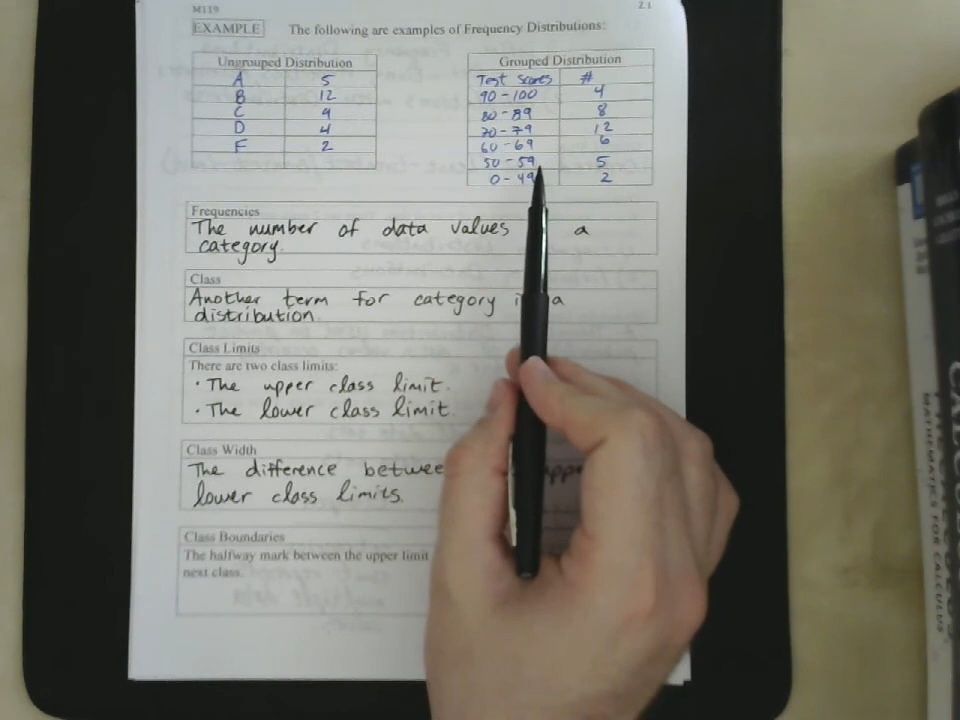 M119
2.1
EXAMPLE The following are examples of Frequency Distributions:
Ungrouped Distribution
A 5
B 12
C 9
D 4
F 2
Grouped Distribution
Test Scores #
90-100 4
80-89 8
70-79 12
60-69 6
50-59 5
0-49 2
Frequencies
The number of data values a
category.
Class
Another term for category a
distribution.
Class Limits
There are two class limits:
· The upper class limit.
· The lower class limit.
Class Width
The difference
lower class limits.
Class Boundaries
The halfway mark between the upper limit
next class.
CALCULUS
MATHEMATICS FOR CALCULUS